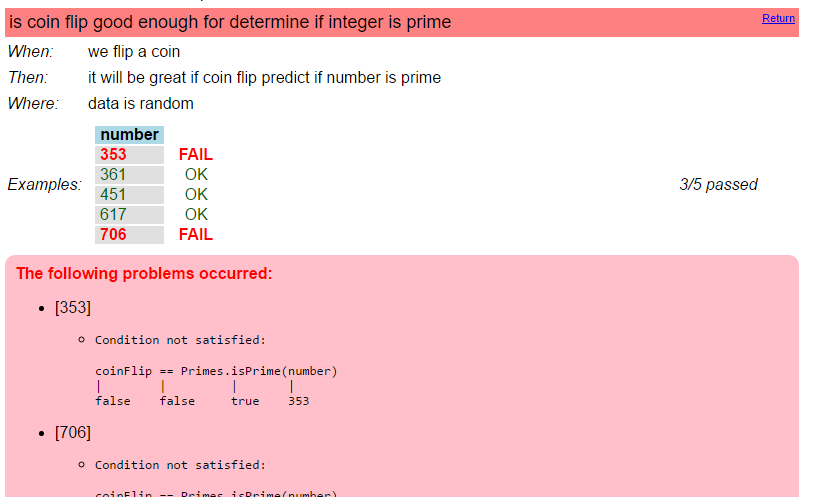 is coin flip good enough for determine if integer is prime Return
When: we flip a coin
Then: it will be great if coin flip predict if number is prime
Where: data is random
number
353 FAIL
361 OK
Examples: 451 OK 3/5 passed
617 OK
706 FAIL
The following problems occurred:
[353]
Condition not satisfied:
coinFlip == Primes.isPrime(number)
| | | |
false false true 353
[706]
Condition not satisfied:
coinFlip == Primes.isPrime(number)